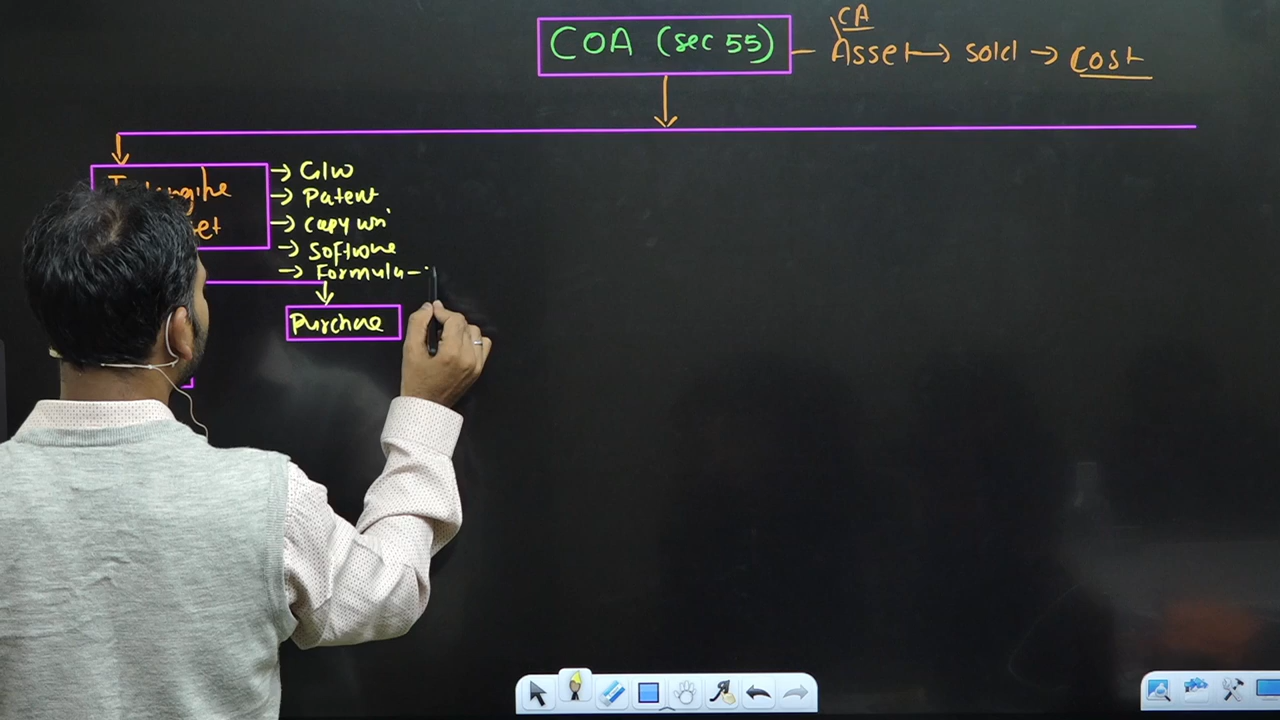 COA (sec 55)
CA
Asset → sold → Cost
→ G/w
→ Patent
→ Copy wri
→ Software
→ Formula -
Purchase